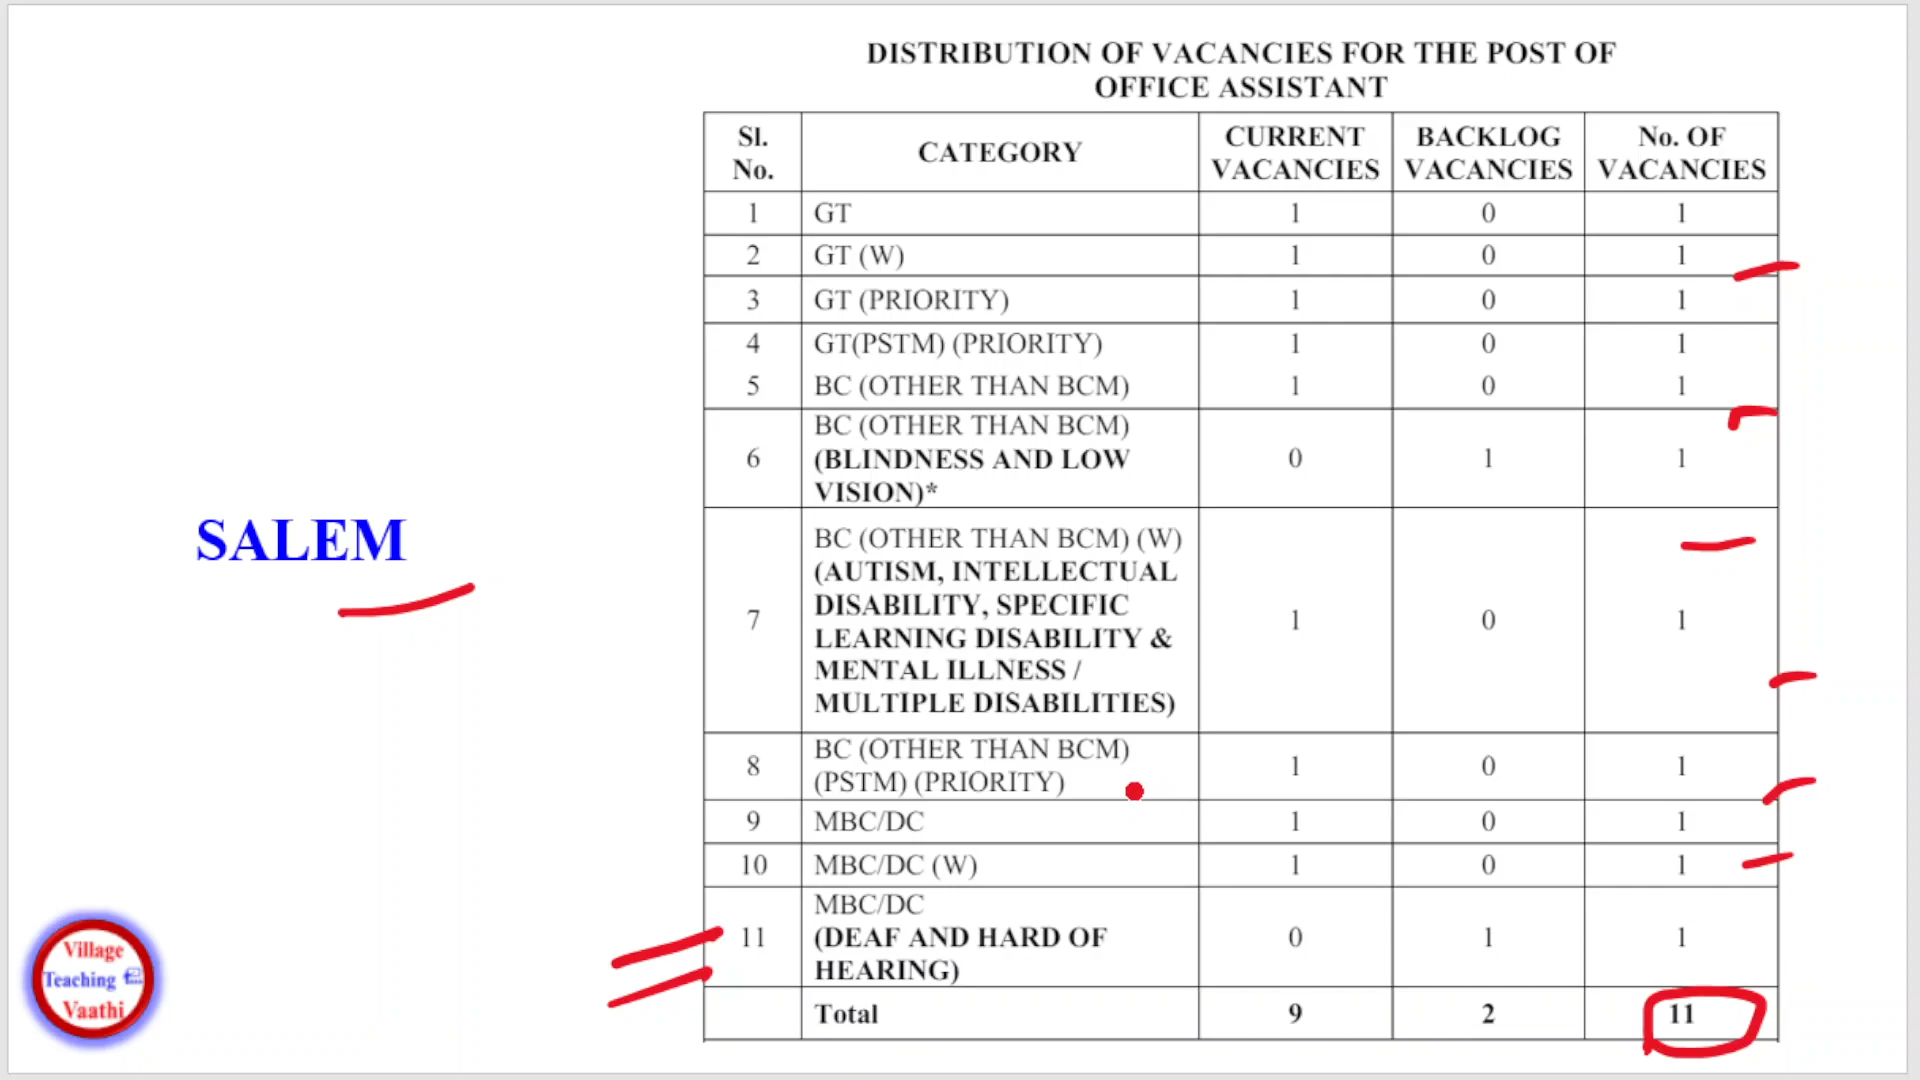 DISTRIBUTION OF VACANCIES FOR THE POST OF
OFFICE ASSISTANT
Sl. No. CATEGORY CURRENT VACANCIES BACKLOG VACANCIES No. OF VACANCIES
1 GT 1 0 1
2 GT (W) 1 0 1
3 GT (PRIORITY) 1 0 1
4 GT(PSTM) (PRIORITY) 1 0 1
5 BC (OTHER THAN BCM) 1 0 1
BC (OTHER THAN BCM)
6 (BLINDNESS AND LOW 0 1 1
VISION)*
BC (OTHER THAN BCM) (W)
(AUTISM, INTELLECTUAL
DISABILITY, SPECIFIC
7 LEARNING DISABILITY & 1 0 1
MENTAL ILLNESS /
MULTIPLE DISABILITIES)
BC (OTHER THAN BCM)
8 (PSTM) (PRIORITY) 1 0 1
9 MBC/DC 1 0 1
10 MBC/DC (W) 1 0 1
MBC/DC
11 (DEAF AND HARD OF 0 1 1
HEARING)
Total 9 2 11
SALEM
Village
Teaching
Vaathi